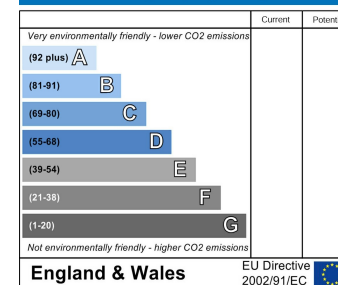 Current Potent
Very environmentally friendly - lower CO2 emissions
(92 plus) A
(81-91) B
(69-80) C
(55-68) D
(39-54) E
(21-38) F
(1-20) G
Not environmentally friendly - higher CO2 emissions
England & Wales
EU Directive
2002/91/EC